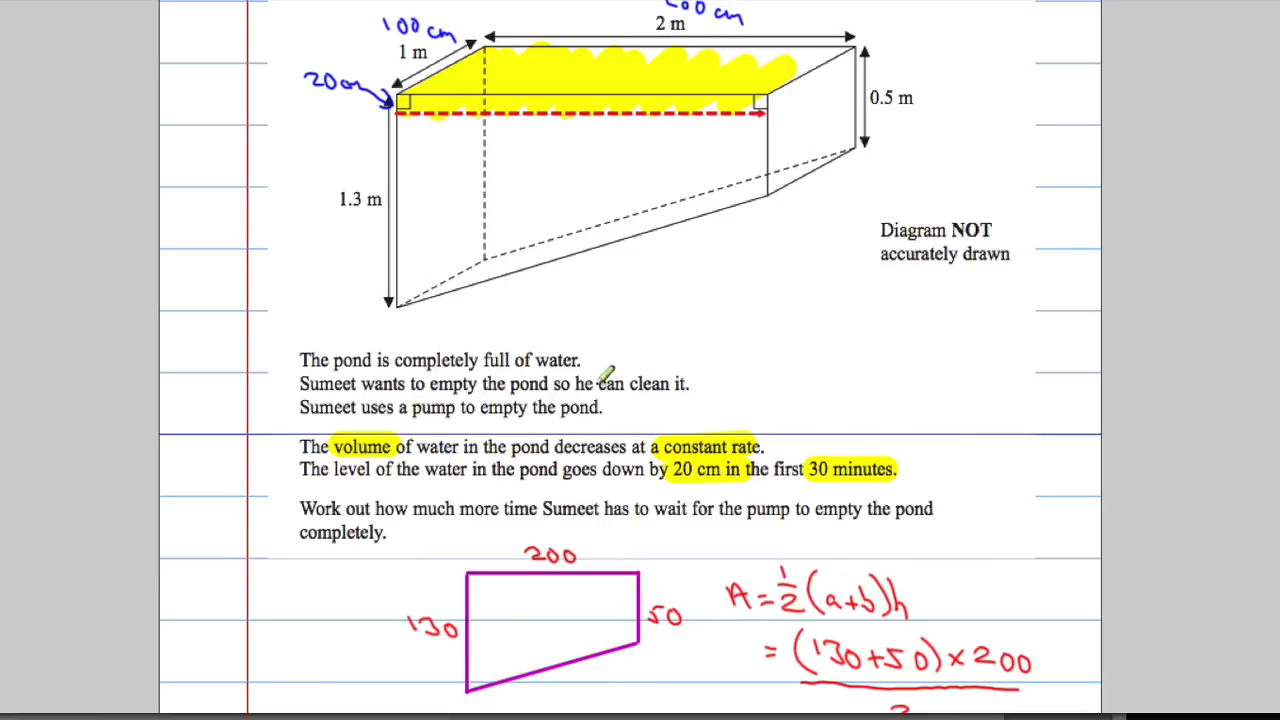 200 cm
100 cm
2 m
1 m
20cm
0.5 m
1.3 m
Diagram NOT
accurately drawn
The pond is completely full of water.
Sumeet wants to empty the pond so he can clean it.
Sumeet uses a pump to empty the pond.
The volume of water in the pond decreases at a constant rate.
The level of the water in the pond goes down by 20 cm in the first 30 minutes.
Work out how much more time Sumeet has to wait for the pump to empty the pond
completely.
200
130
50
A = 1/2 (a+b)h
= (130+50) × 200